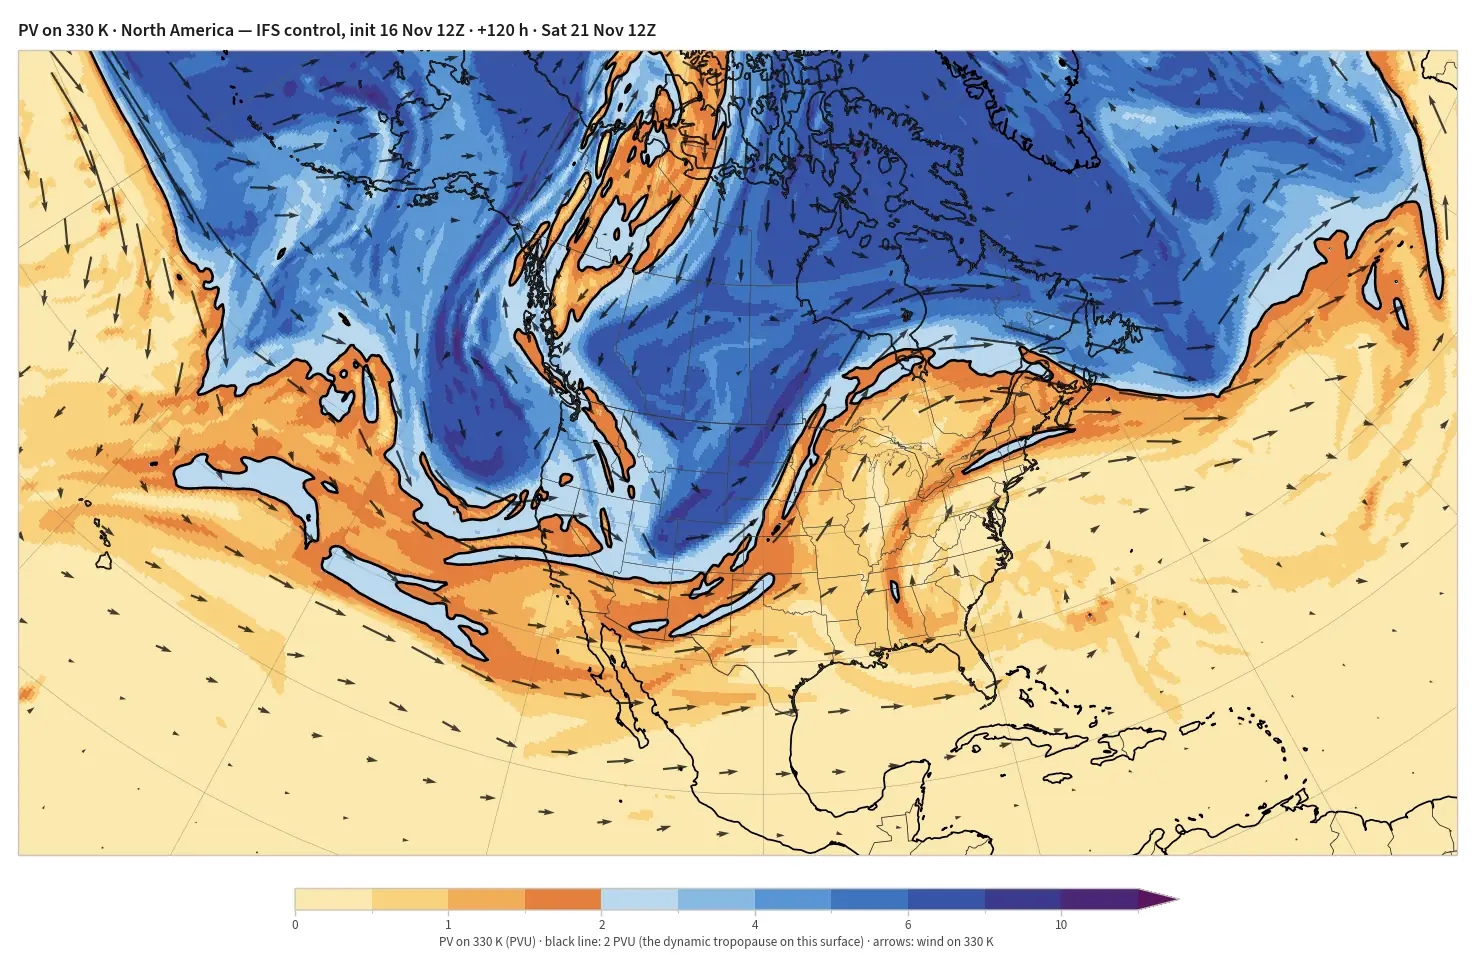 PV on 330 K · North America — IFS control, init 16 Nov 12Z · +120 h · Sat 21 Nov 12Z
0 1 2 4 6 10
PV on 330 K (PVU) · black line: 2 PVU (the dynamic tropopause on this surface) · arrows: wind on 330 K